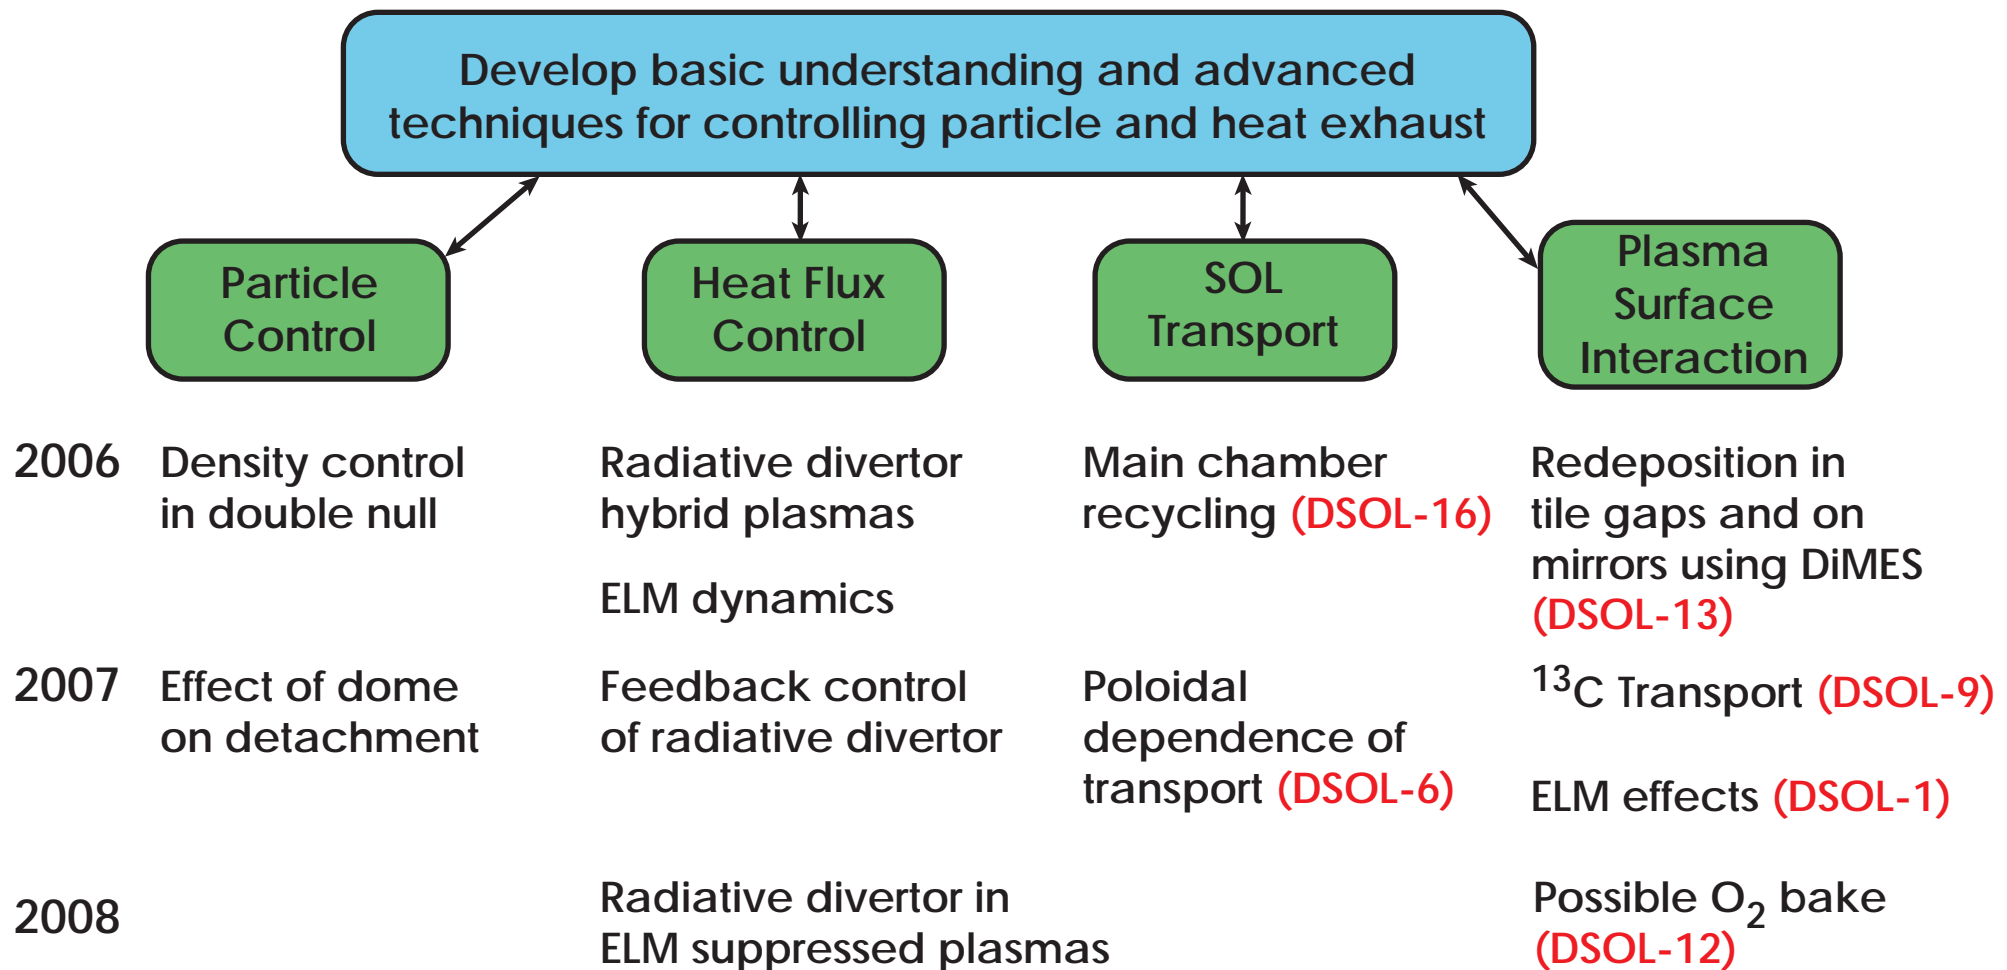 Develop basic understanding and advanced
techniques for controlling particle and heat exhaust
Particle
Control
Heat Flux
Control
SOL
Transport
Plasma
Surface
Interaction
2006
Density control
in double null
Radiative divertor
hybrid plasmas
ELM dynamics
Main chamber
recycling (DSOL-16)
Redeposition in
tile gaps and on
mirrors using DiMES
(DSOL-13)
2007
Effect of dome
on detachment
Feedback control
of radiative divertor
Poloidal
dependence of
transport (DSOL-6)
¹³C Transport (DSOL-9)
ELM effects (DSOL-1)
2008
Radiative divertor in
ELM suppressed plasmas
Possible O₂ bake
(DSOL-12)